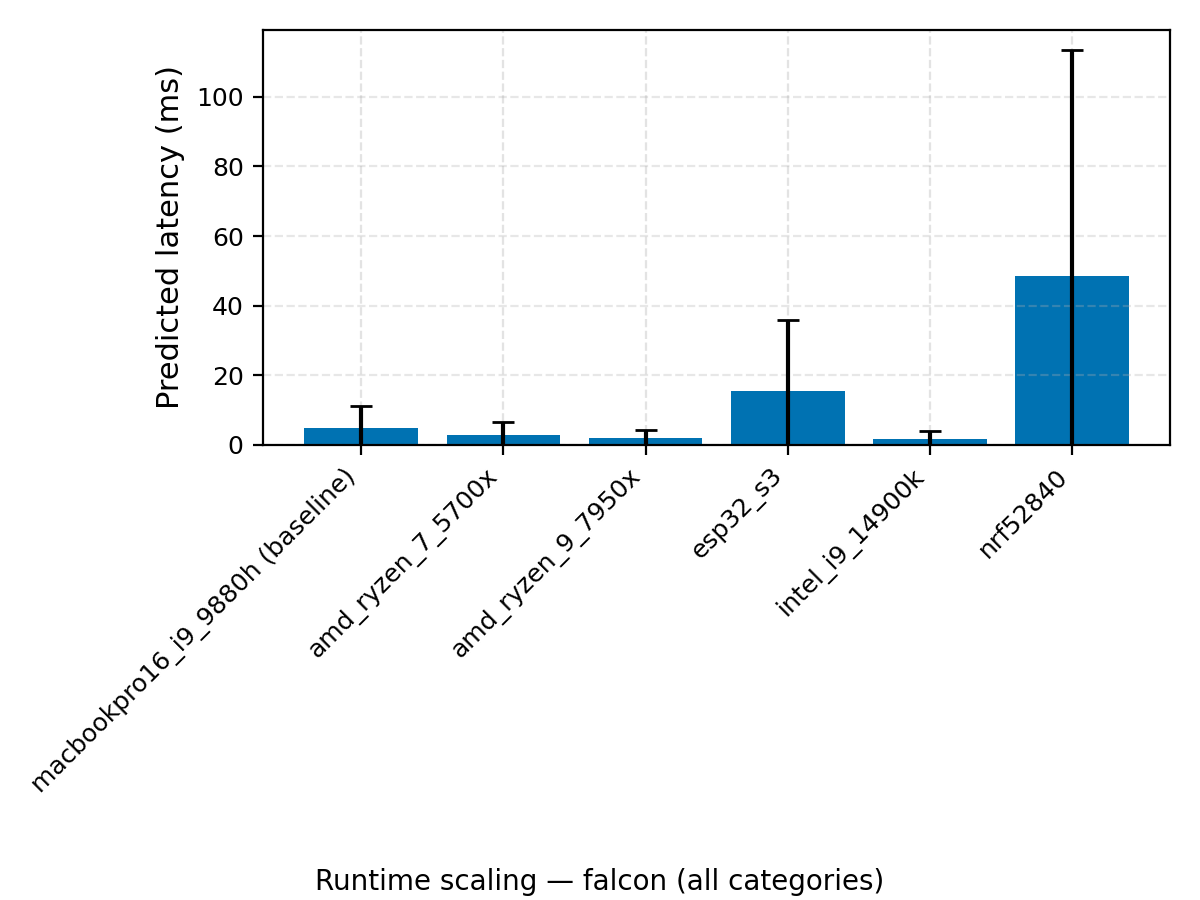 Predicted latency (ms)
100
80
60
40
20
0
macbookpro16_i9_9880h (baseline)
amd_ryzen_7_5700x
amd_ryzen_9_7950x
esp32_s3
intel_i9_14900k
nrf52840
Runtime scaling — falcon (all categories)